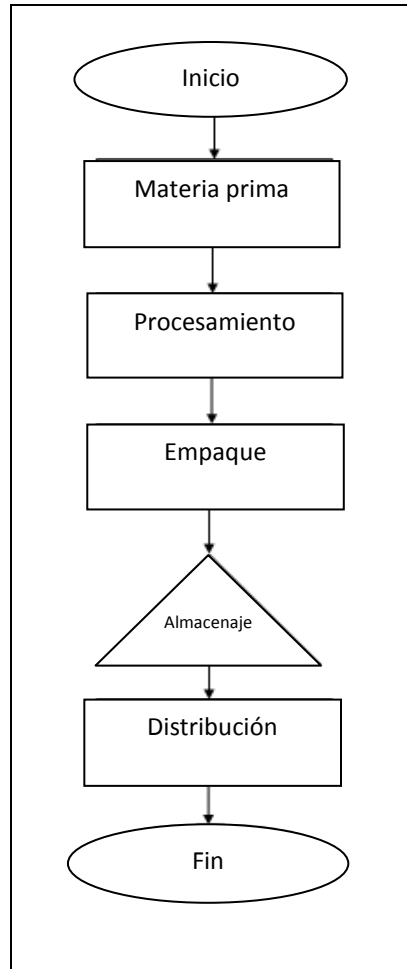 Inicio
Materia prima
Procesamiento
Empaque
Almacenaje
Distribución
Fin